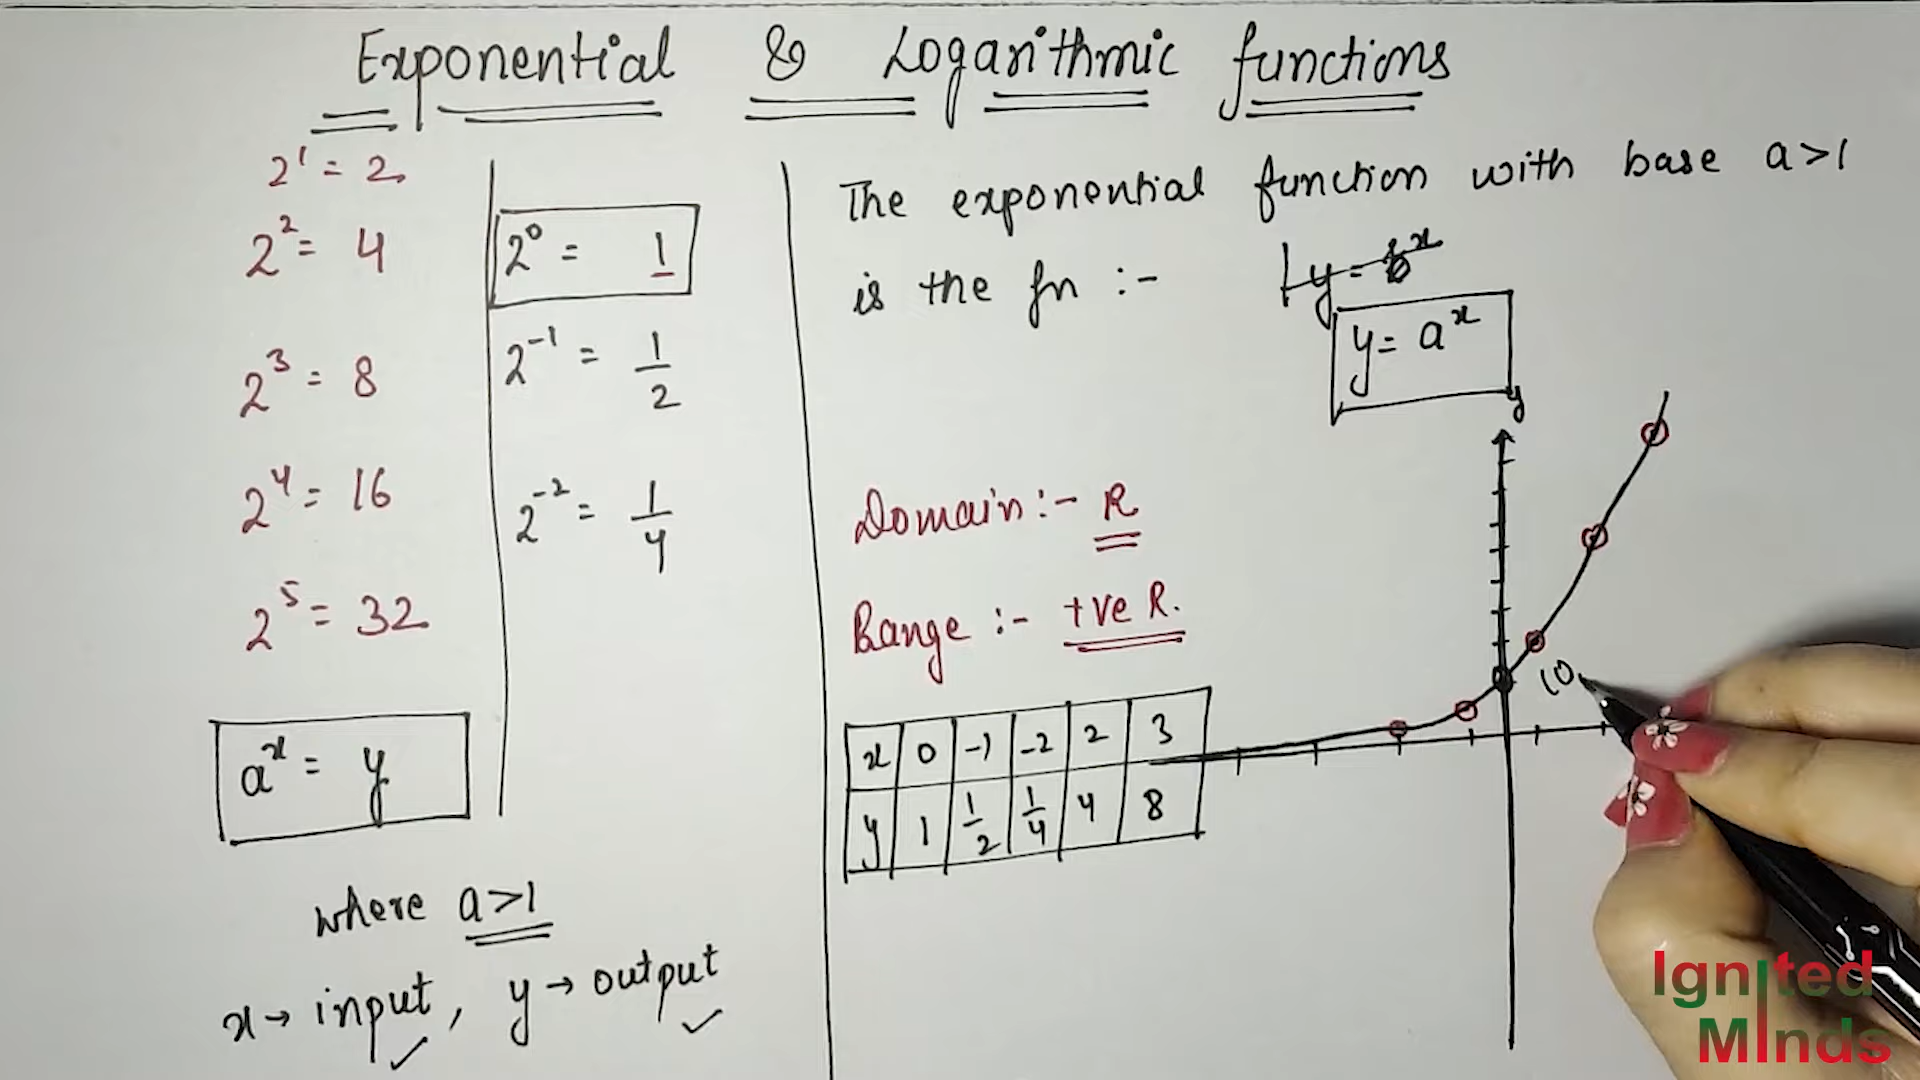 Exponential & Logarithmic functions
2¹ = 2
2² = 4
2³ = 8
2⁴ = 16
2⁵ = 32
aˣ = y
where a>1
x → input, y → output
2⁰ = 1
2⁻¹ = 1/2
2⁻² = 1/4
The exponential function with base a>1
is the fn :-
y = aˣ
y
Domain :- R
Range :- +ve R.
x 0 -1 -2 2 3
y 1 1/2 1/4 4 8
(0,
Ignited
Minds